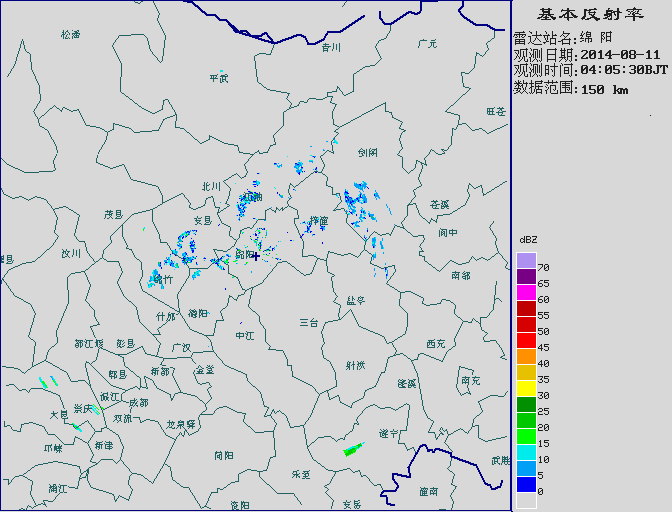 基本反射率
雷达站名:绵 阳
观测日期:2014-08-11
观测时间:04:05:30BJT
数据范围:150 km
松潘
青川
广元
平武
旺苍
剑阁
北川
江油
苍溪
茂县
安县
梓潼
阆中
汶川
县
绵阳
绵竹
南部
盐亭
什邡
德阳
三台
中江
都江堰
彭县
广汉
西充
射洪
郫县
新都
金堂
蓬溪
南充
温江
成都
崇庆
大邑
双流
龙泉驿
遂宁
邛崃
新津
简阳
武胜
乐至
蒲江
资阳
安岳
潼南
dBZ
70
65
60
55
50
45
40
35
30
25
20
15
10
5
0